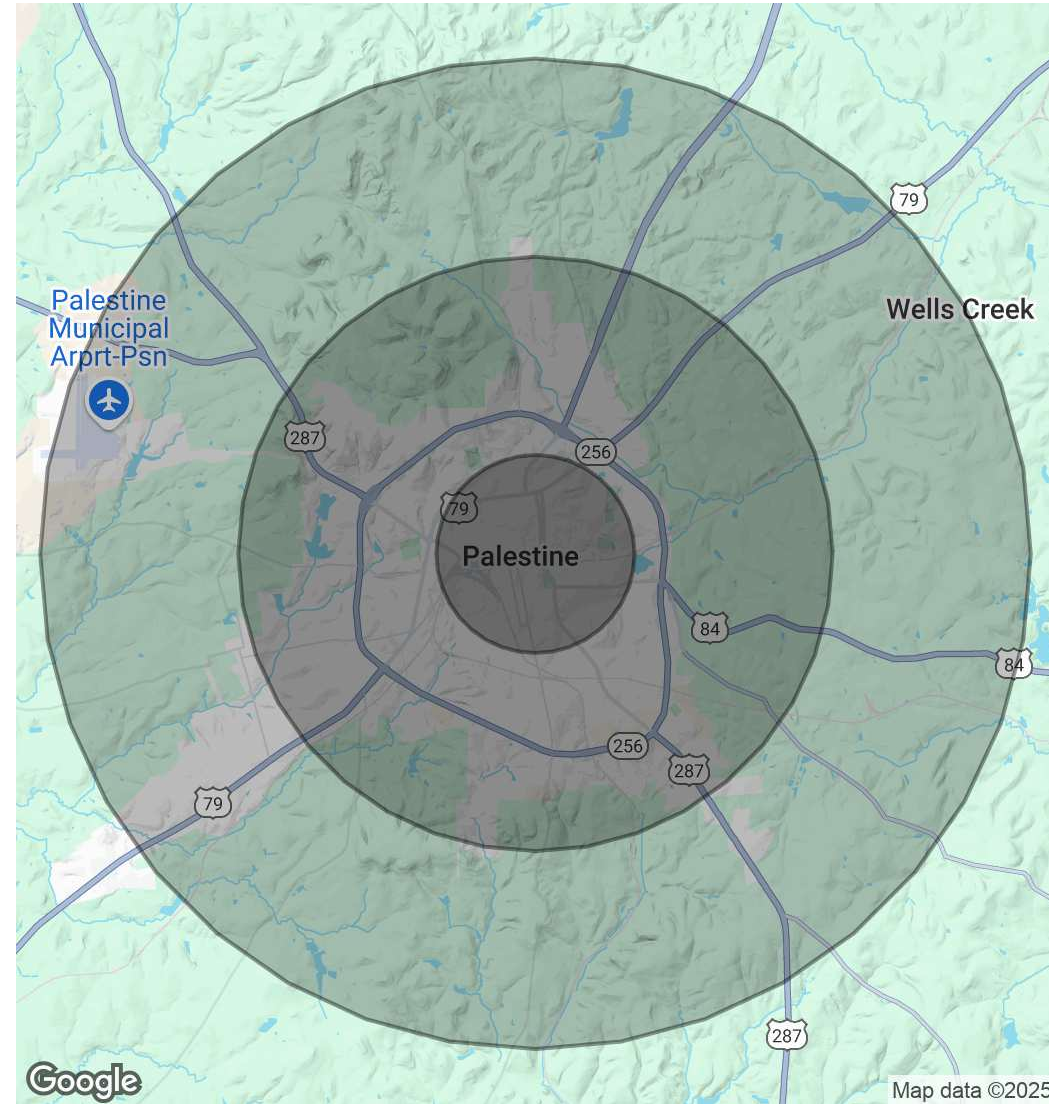 79
Palestine
Municipal
Arprt-Psn
Wells Creek
287
256
79
Palestine
84
84
256
287
79
287
Google
Map data ©2025